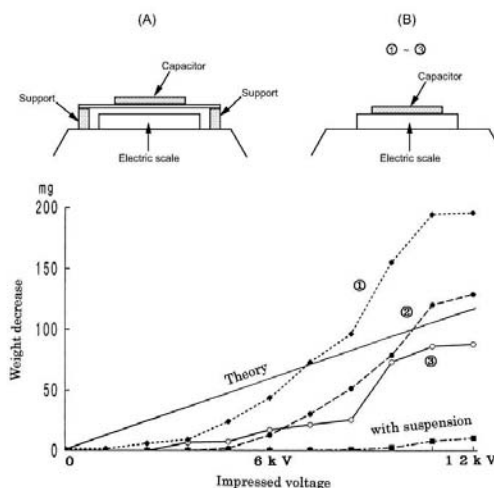 (A)
(B)
① ~ ③
Capacitor
Support
Support
Electric scale
Capacitor
Electric scale
mg
200
150
100
50
0
Weight decrease
①
②
③
Theory
with suspension
0
6 k V
1 2 k V
Impressed voltage